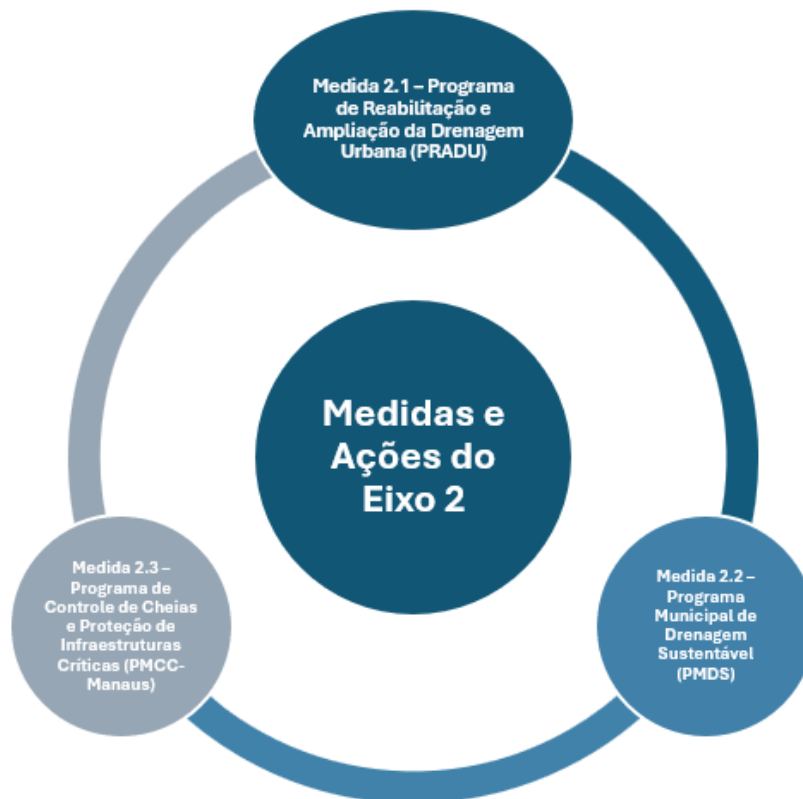 Medida 2.1 – Programa
de Reabilitação e
Ampliação da Drenagem
Urbana (PRADU)
Medidas e
Ações do
Eixo 2
Medida 2.3 –
Programa de
Controle de Cheias
e Proteção de
Infraestruturas
Críticas (PMCC-
Manaus)
Medida 2.2 –
Programa
Municipal de
Drenagem
Sustentável
(PMDS)